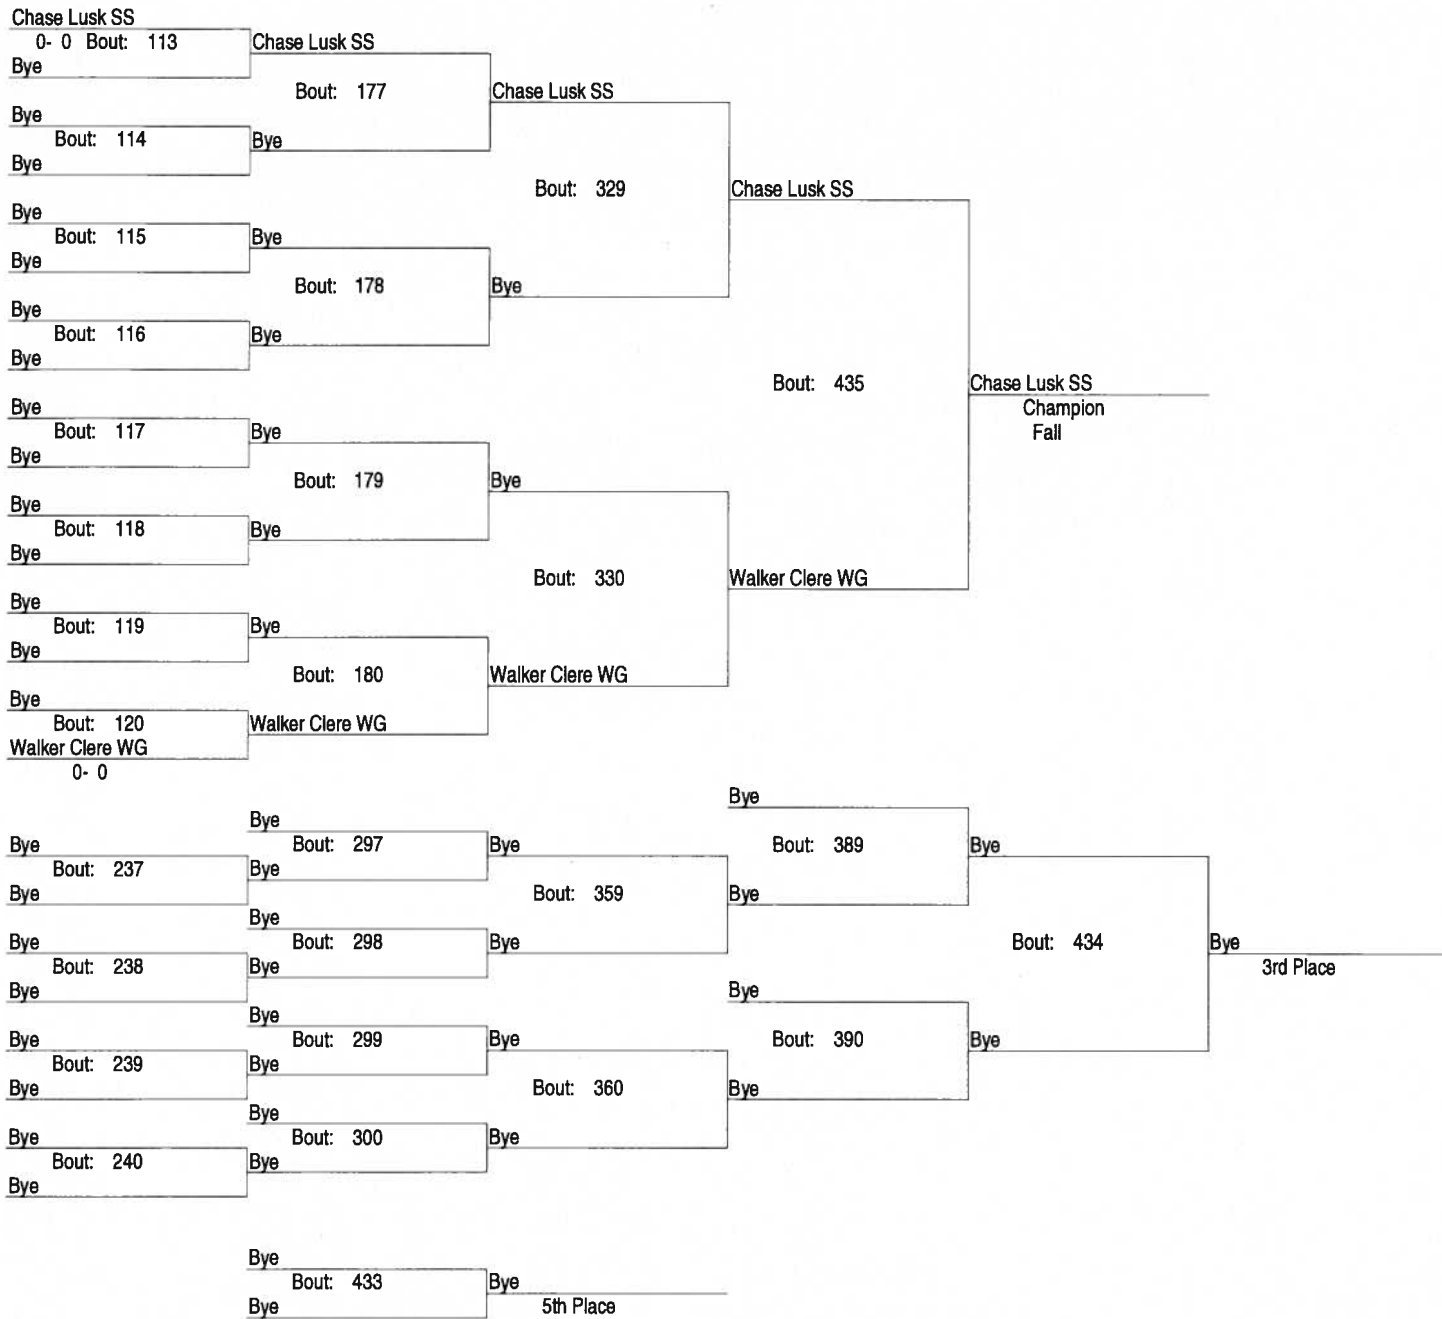 Chase Lusk SS
0- 0 Bout: 113
Chase Lusk SS
Bye
Bout: 177
Chase Lusk SS
Bye
Bout: 114
Bye
Bye
Bout: 329
Chase Lusk SS
Bye
Bout: 115
Bye
Bye
Bout: 178
Bye
Bye
Bout: 116
Bye
Bye
Bout: 435
Chase Lusk SS
Champion
Fall
Bye
Bout: 117
Bye
Bye
Bout: 179
Bye
Bye
Bout: 118
Bye
Bye
Bout: 330
Walker Clere WG
Bye
Bout: 119
Bye
Bye
Bout: 180
Walker Clere WG
Bye
Bout: 120
Walker Clere WG
Walker Clere WG
0- 0
Bye
Bye
Bye
Bout: 297
Bye
Bout: 389
Bye
Bout: 237
Bye
Bye
Bout: 359
Bye
Bye
Bye
Bout: 298
Bye
Bout: 434
Bye
3rd Place
Bout: 238
Bye
Bye
Bye
Bye
Bye
Bout: 299
Bye
Bout: 390
Bye
Bout: 239
Bye
Bye
Bout: 360
Bye
Bye
Bye
Bout: 300
Bye
Bout: 240
Bye
Bye
Bye
Bout: 433
Bye
Bye
5th Place